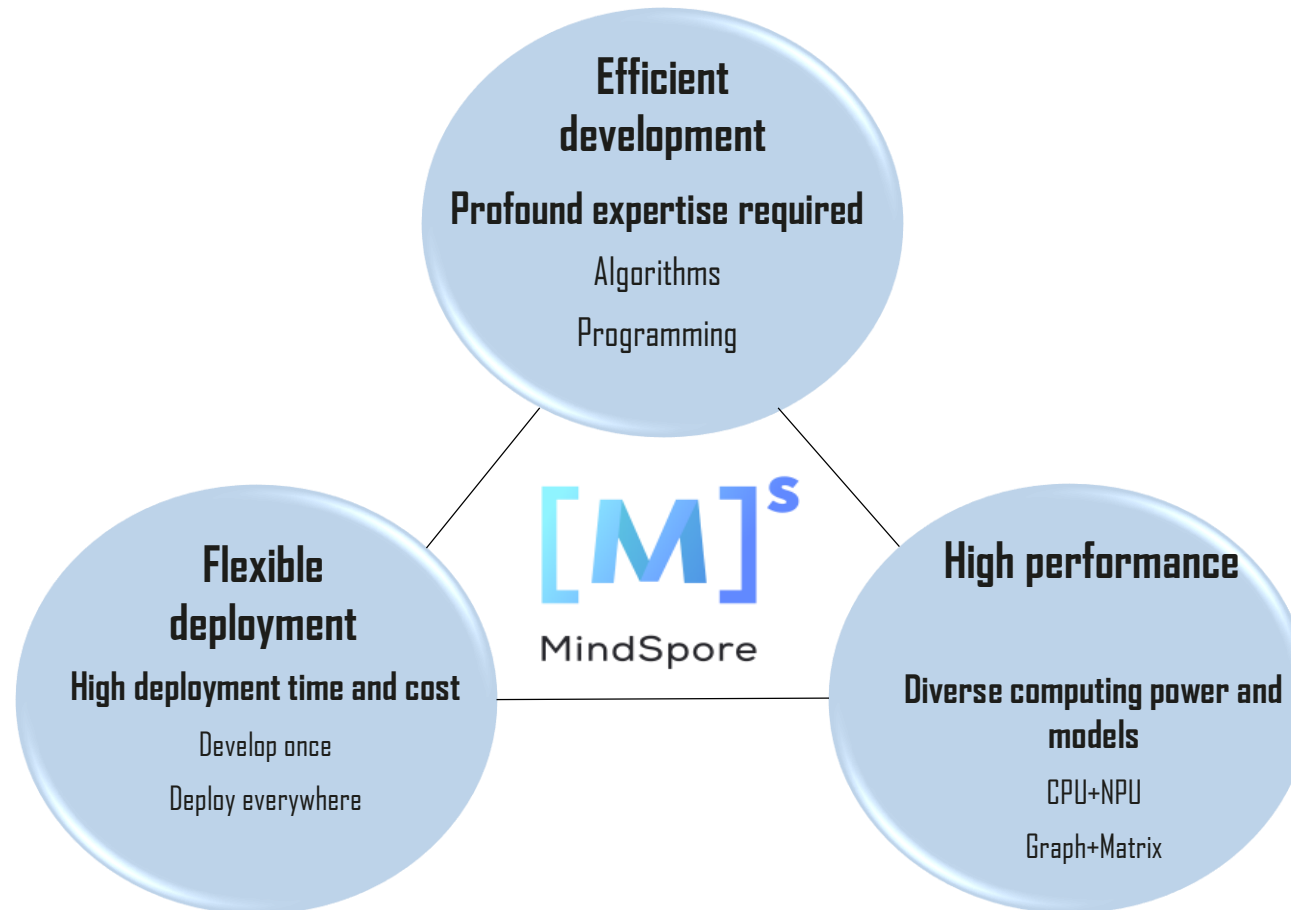 Efficient
development
Profound expertise required
Algorithms
Programming
[M]S
MindSpore
Flexible
deployment
High deployment time and cost
Develop once
Deploy everywhere
High performance
Diverse computing power and
models
CPU+NPU
Graph+Matrix